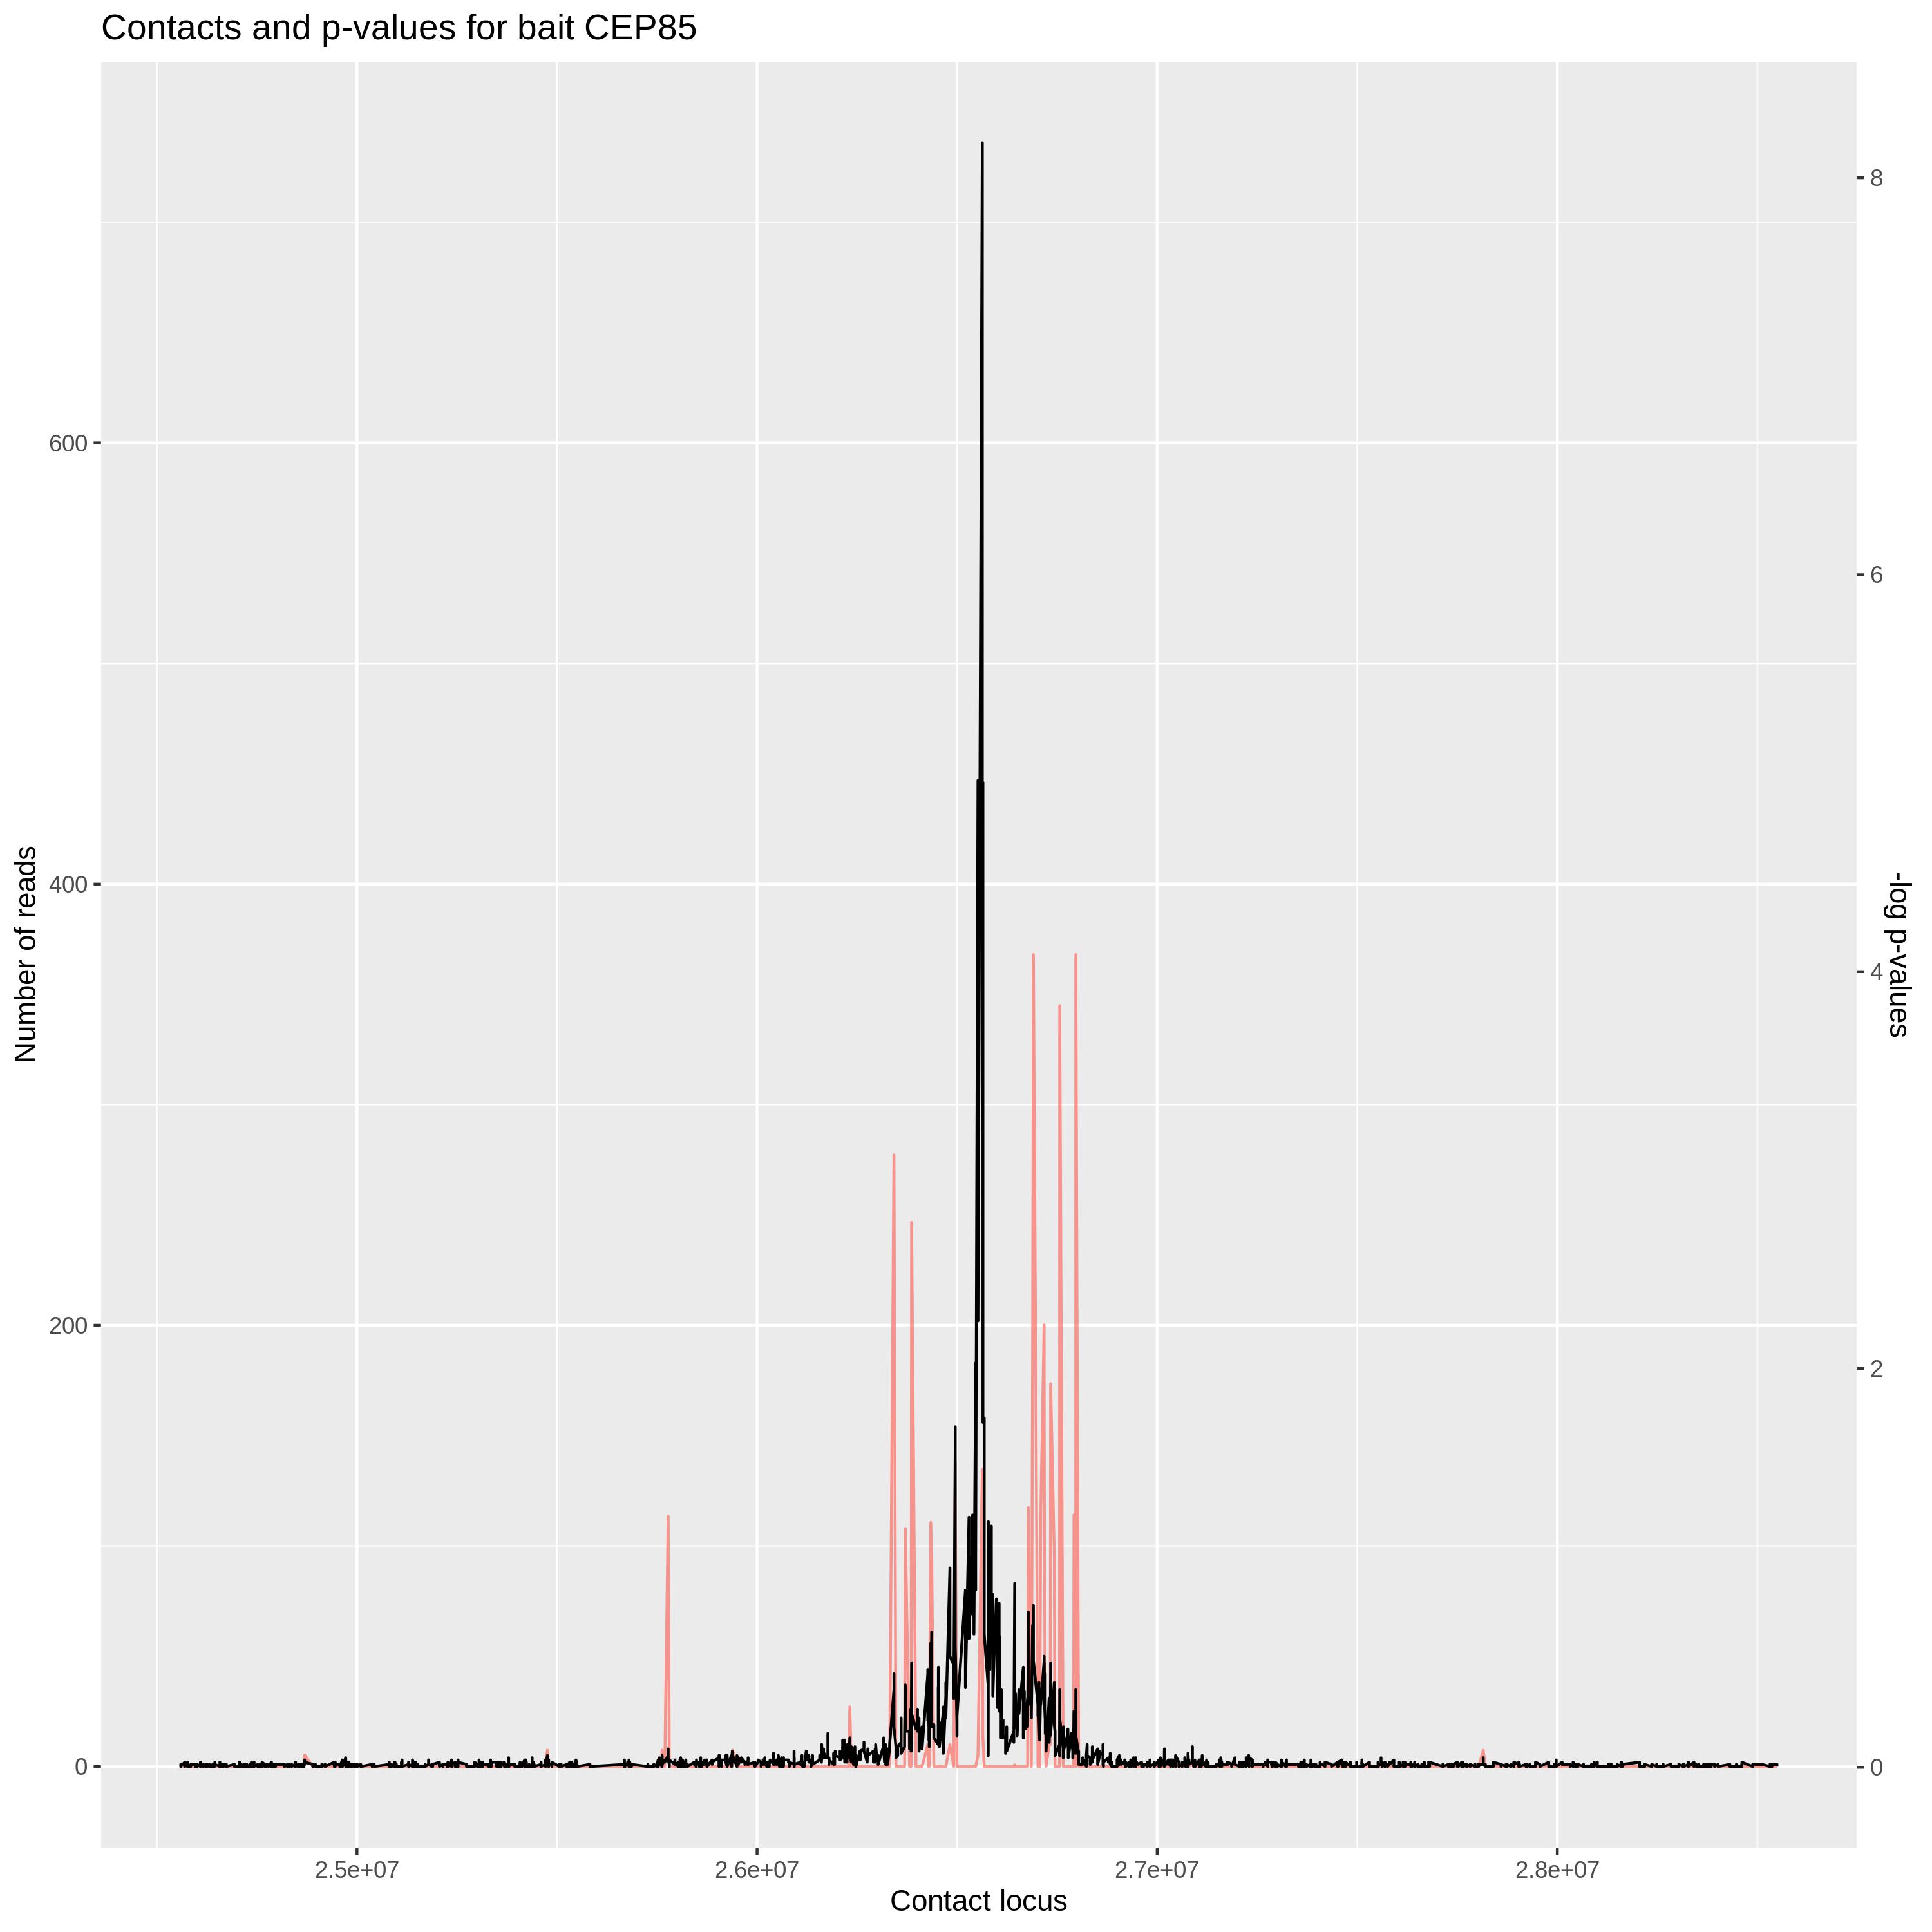 Contacts and p-values for bait CEP85
Number of reads
600
400
200
0
8
6
4
2
0
-log p-values
2.5e+07
2.6e+07
2.7e+07
2.8e+07
Contact locus